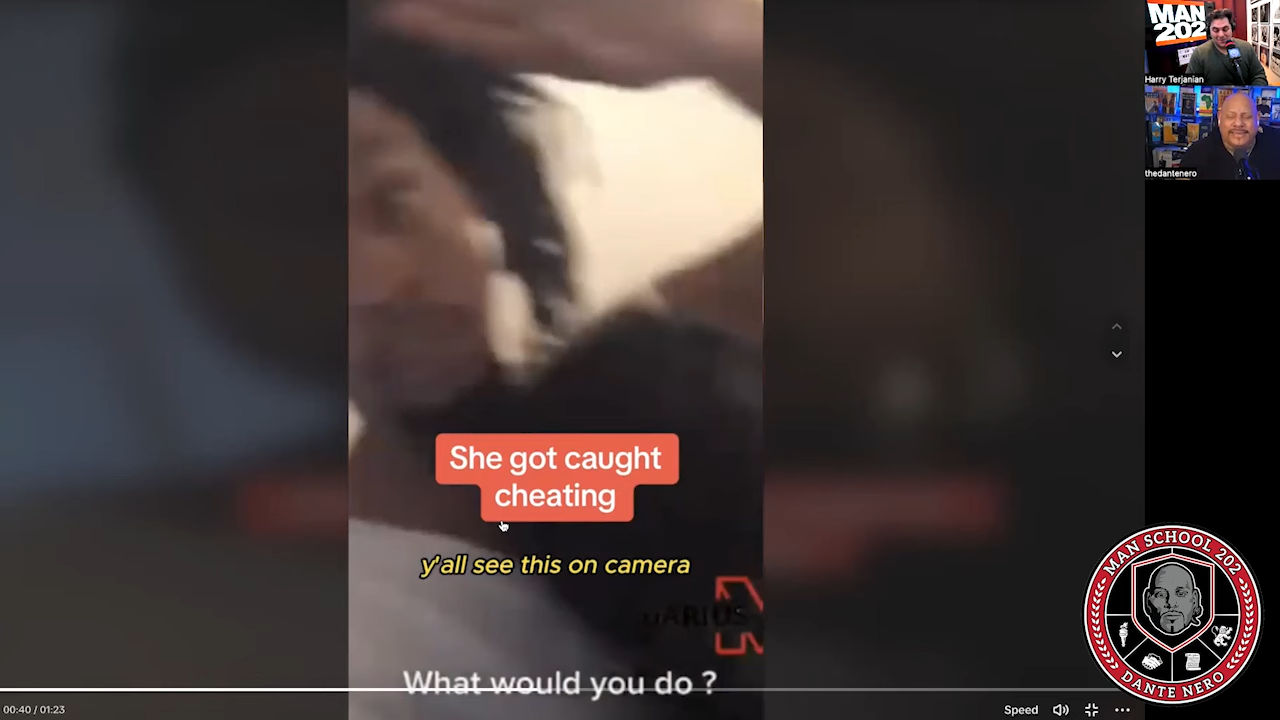 MAN
202
Harry Terjanian
thedantenero
She got caught
cheating
y'all see this on camera
What would you do ?
00:40 / 01:23
Speed
MAN SCHOOL 202
DANTE NERO